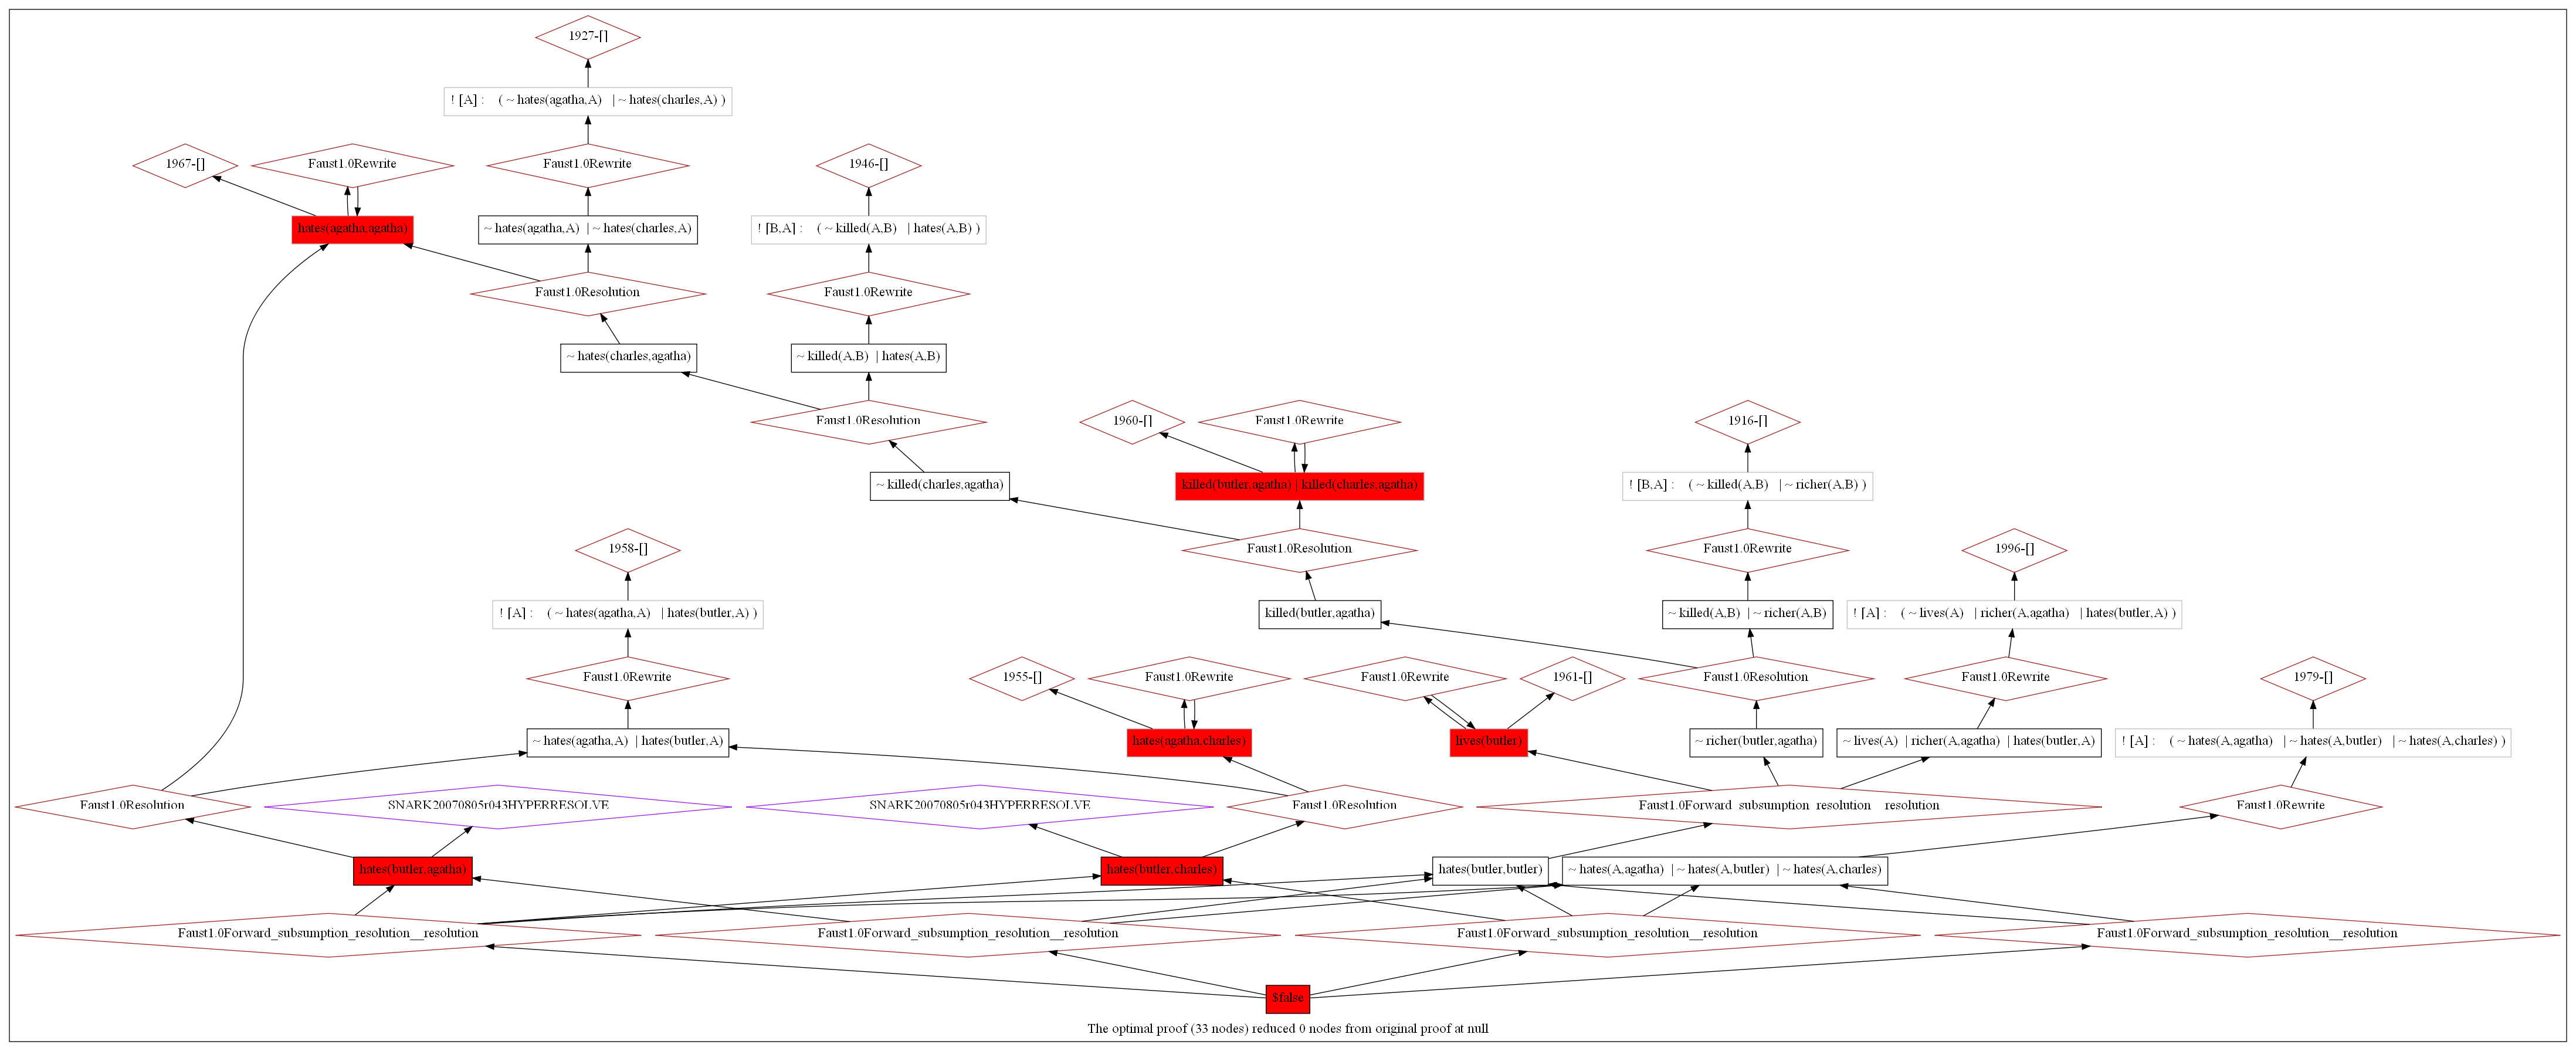 1927-[]
! [A] : ( ~ hates(agatha,A) | ~ hates(charles,A) )
1967-[]
Faust1.0Rewrite
Faust1.0Rewrite
1946-[]
hates(agatha,agatha)
~ hates(agatha,A) | ~ hates(charles,A)
! [B,A] : ( ~ killed(A,B) | hates(A,B) )
Faust1.0Resolution
Faust1.0Rewrite
~ hates(charles,agatha)
~ killed(A,B) | hates(A,B)
Faust1.0Resolution
1960-[]
Faust1.0Rewrite
1916-[]
~ killed(charles,agatha)
killed(butler,agatha) | killed(charles,agatha)
! [B,A] : ( ~ killed(A,B) | ~ richer(A,B) )
1958-[]
Faust1.0Resolution
Faust1.0Rewrite
1996-[]
! [A] : ( ~ hates(agatha,A) | hates(butler,A) )
killed(butler,agatha)
~ killed(A,B) | ~ richer(A,B)
! [A] : ( ~ lives(A) | richer(A,agatha) | hates(butler,A) )
Faust1.0Rewrite
1955-[]
Faust1.0Rewrite
Faust1.0Rewrite
1961-[]
Faust1.0Resolution
Faust1.0Rewrite
1979-[]
~ hates(agatha,A) | hates(butler,A)
hates(agatha,charles)
lives(butler)
~ richer(butler,agatha)
~ lives(A) | richer(A,agatha) | hates(butler,A)
! [A] : ( ~ hates(A,agatha) | ~ hates(A,butler) | ~ hates(A,charles) )
Faust1.0Resolution
SNARK20070805r043HYPERRESOLVE
SNARK20070805r043HYPERRESOLVE
Faust1.0Resolution
Faust1.0Forward_subsumption_resolution__resolution
Faust1.0Rewrite
hates(butler,agatha)
hates(butler,charles)
hates(butler,butler)
~ hates(A,agatha) | ~ hates(A,butler) | ~ hates(A,charles)
Faust1.0Forward_subsumption_resolution__resolution
Faust1.0Forward_subsumption_resolution__resolution
Faust1.0Forward_subsumption_resolution__resolution
Faust1.0Forward_subsumption_resolution__resolution
$false
The optimal proof (33 nodes) reduced 0 nodes from original proof at null